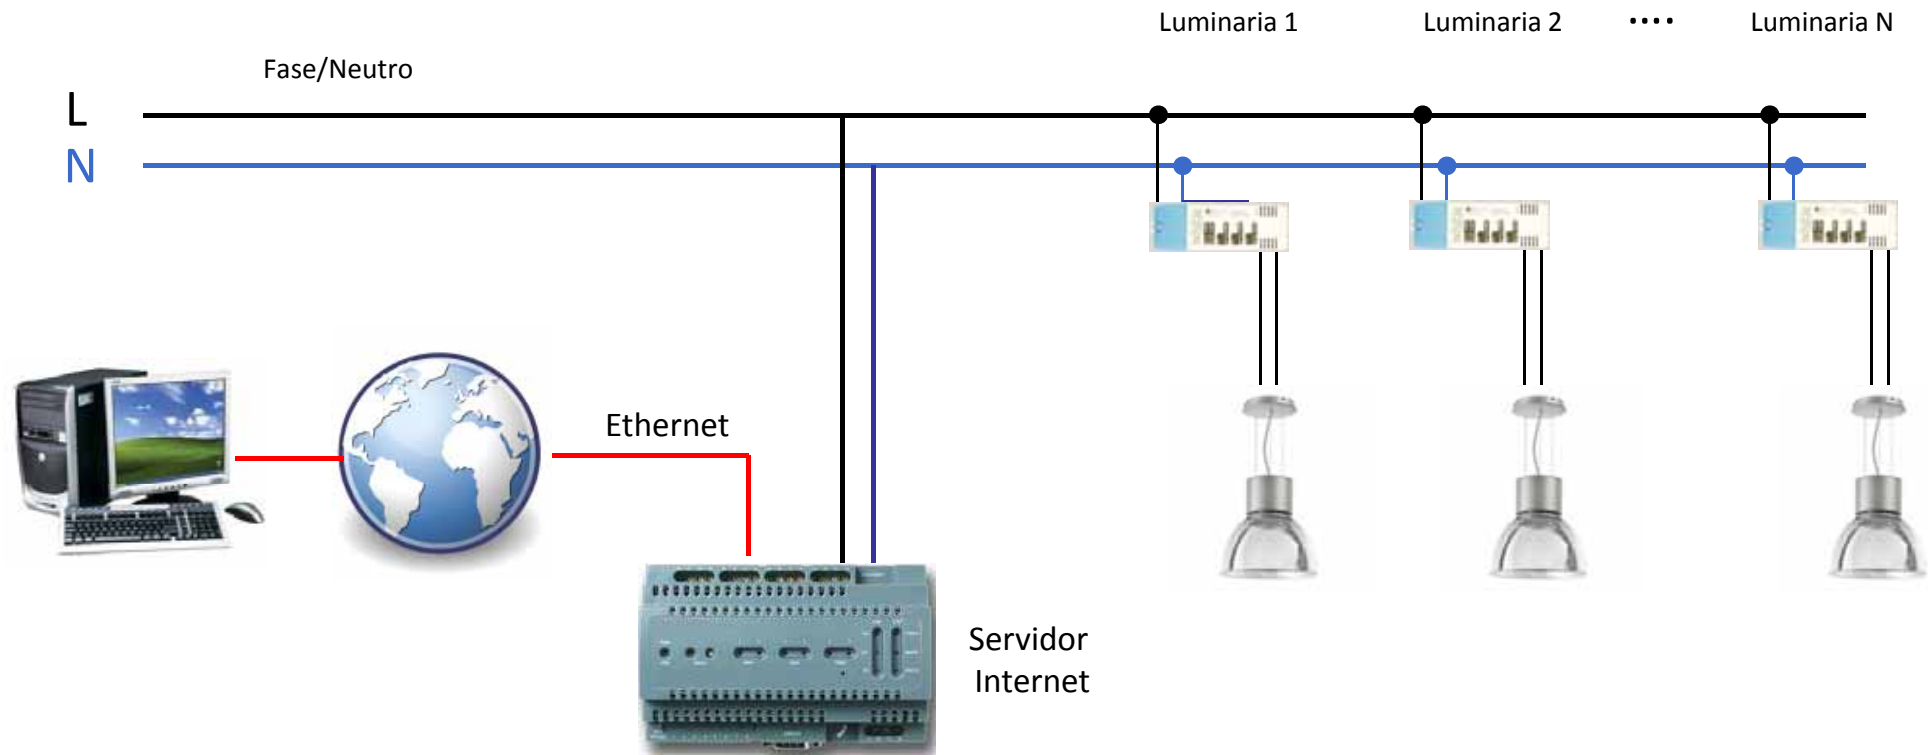 Luminaria 1
Luminaria 2
....
Luminaria N
Fase/Neutro
L
N
Ethernet
Servidor
Internet